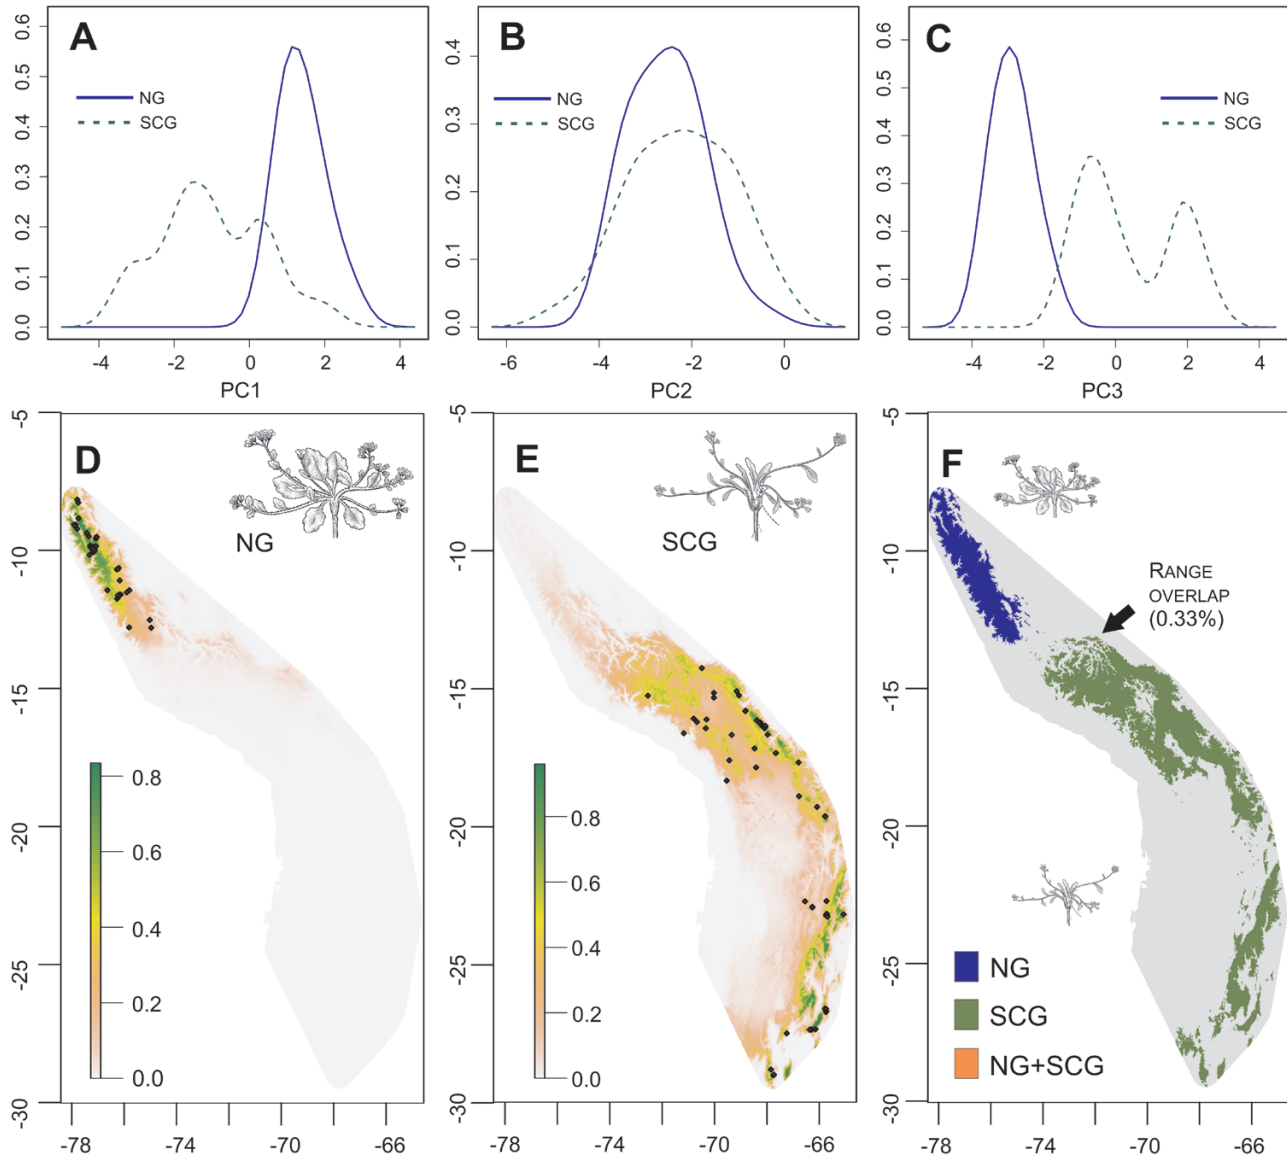 A
NG
SCG
0.0 0.1 0.2 0.3 0.4 0.5 0.6
-4 -2 0 2 4
PC1
B
NG
SCG
0.0 0.1 0.2 0.3 0.4
-6 -4 -2 0
PC2
C
NG
SCG
0.0 0.1 0.2 0.3 0.4 0.5 0.6
-4 -2 0 2 4
PC3
D
NG
-5
-10
-15
-20
-25
-30
0.8
0.6
0.4
0.2
0.0
-78 -74 -70 -66
E
SCG
-5
-10
-15
-20
-25
-30
0.8
0.6
0.4
0.2
0.0
-78 -74 -70 -66
F
RANGE
OVERLAP
(0.33%)
-5
-10
-15
-20
-25
-30
NG
SCG
NG+SCG
-78 -74 -70 -66